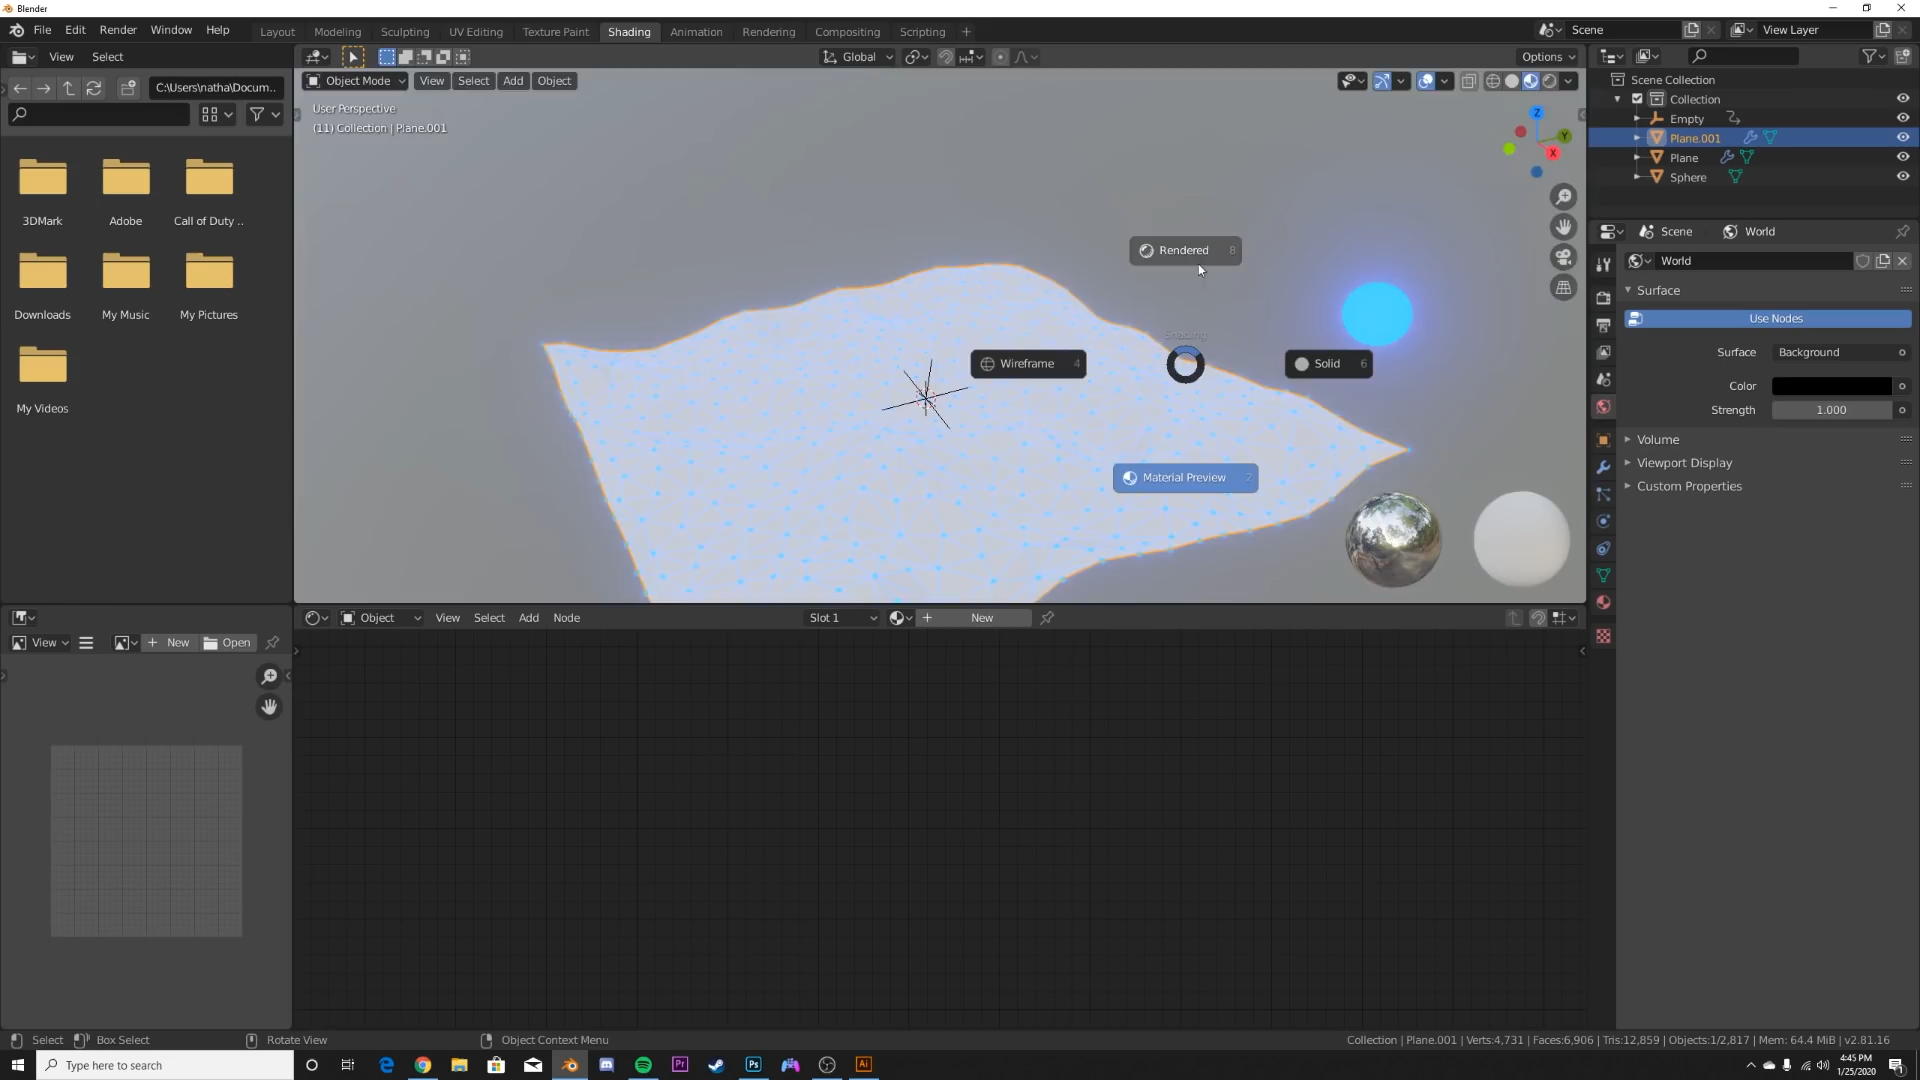 Blender
File Edit Render Window Help
Layout Modeling Sculpting UV Editing Texture Paint Shading Animation Rendering Compositing Scripting +
Scene
View Layer
View Select
Global
Options
C:\Users\natha\Docum..
Object Mode View Select Add Object
User Perspective
(11) Collection | Plane.001
Scene Collection
Collection
Empty
Plane.001
Plane
Sphere
Z
Y
X
3DMark
Adobe
Call of Duty ..
Downloads
My Music
My Pictures
My Videos
Rendered 8
Shading
Wireframe 4
Solid 6
Material Preview 2
Scene World
World
Surface
Use Nodes
Surface Background
Color
Strength 1.000
Volume
Viewport Display
Custom Properties
Object View Select Add Node
Slot 1
New
View
New
Open
Select Box Select Rotate View Object Context Menu
Collection | Plane.001 | Verts:4,731 | Faces:6,906 | Tris:12,859 | Objects:1/2,817 | Mem: 64.4 MiB | v2.81.16
Type here to search
4:45 PM
1/25/2020